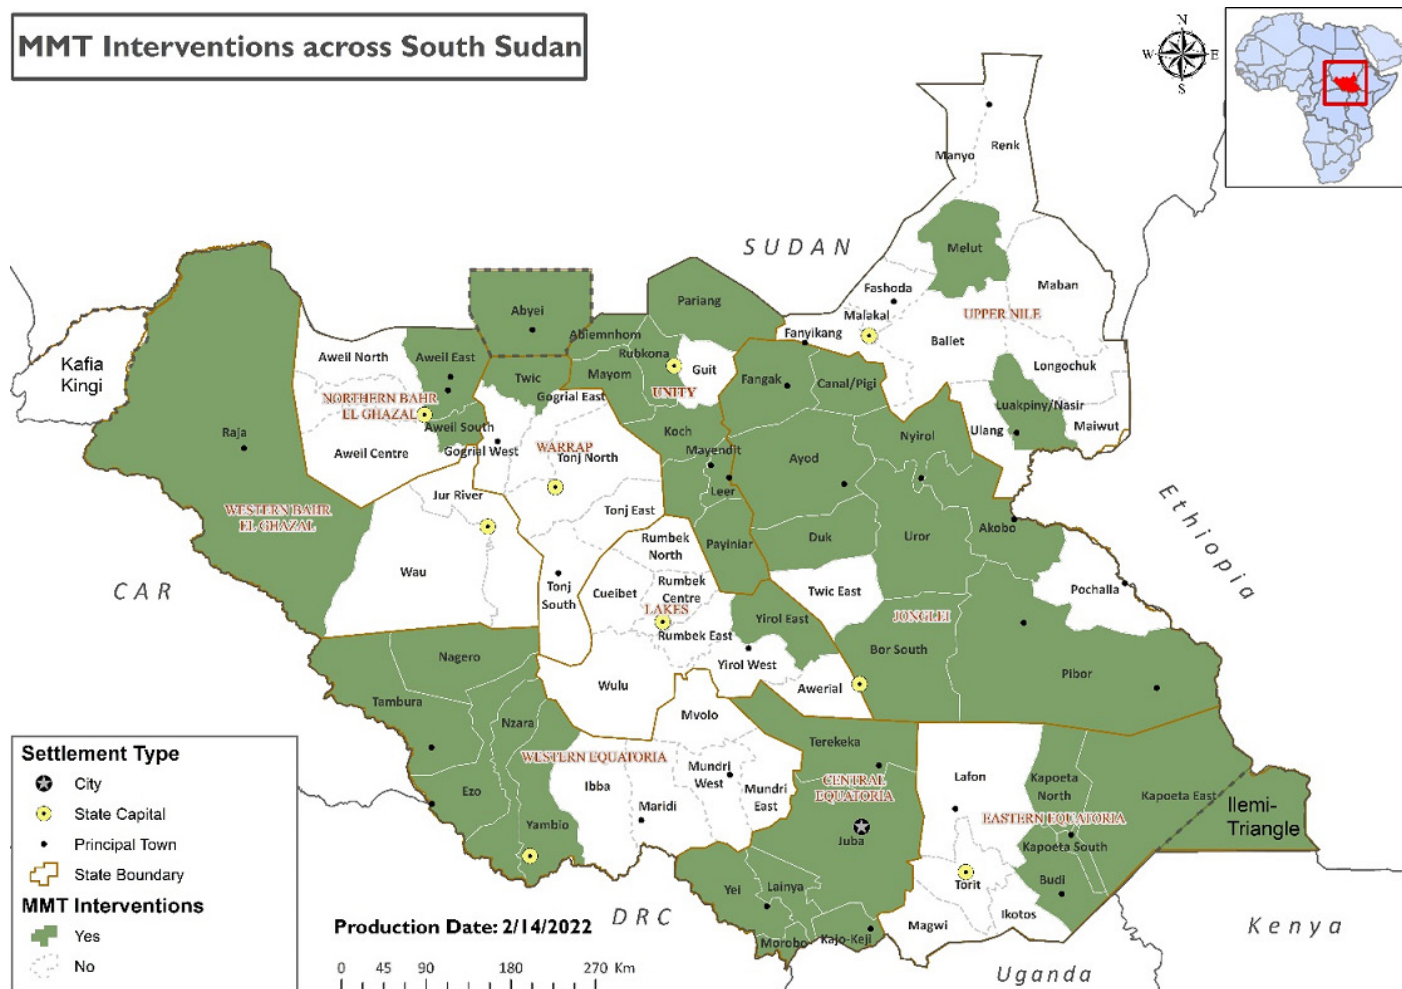 MMT Interventions across South Sudan
N
W
E
S
Manyo
Renk
SUDAN
Melut
Maban
Fashoda
Malakal
UPPER NILE
Fanyikang
Ballet
Longochuk
Luakpiny/Nasir
Ulang
Maiwut
Pariang
Abyei
Abiemnhom
Rubkona
Guit
Mayom
UNITY
Fangak
Canal/Pigi
Kafia
Kingi
Aweil North
Aweil East
Twic
Gogrial East
NORTHERN BAHR
EL GHAZAL
Aweil South
Koch
Nyirol
Raja
Aweil Centre
Gogrial West
WARRAP
Tonj North
Mayendit
Ayod
Jur River
Leer
WESTERN BAHR
EL GHAZAL
Tonj East
Rumbek
North
Payiniar
Duk
Uror
Akobo
Ethiopia
CAR
Wau
Tonj
South
Cueibet
Rumbek
Centre
LAKES
Twic East
Pochalla
Rumbek East
Yirol East
JONGLEI
Bor South
Nagero
Yirol West
Pibor
Wulu
Awerial
Tambura
Nzara
Mvolo
Terekeka
WESTERN EQUATORIA
Ibba
Mundri
West
Mundri
East
Maridi
CENTRAL
EQUATORIA
Lafon
Kapoeta
North
Kapoeta East
Ilemi-
Triangle
Ezo
EASTERN EQUATORIA
Yambio
Juba
Kapoeta South
Torit
Budi
Yei
Lainya
Ikotos
Magwi
DRC
Morobo
Kajo-Keji
Kenya
Uganda
Settlement Type
City
State Capital
Principal Town
State Boundary
MMT Interventions
Yes
No
Production Date: 2/14/2022
0 45 90 180 270 Km